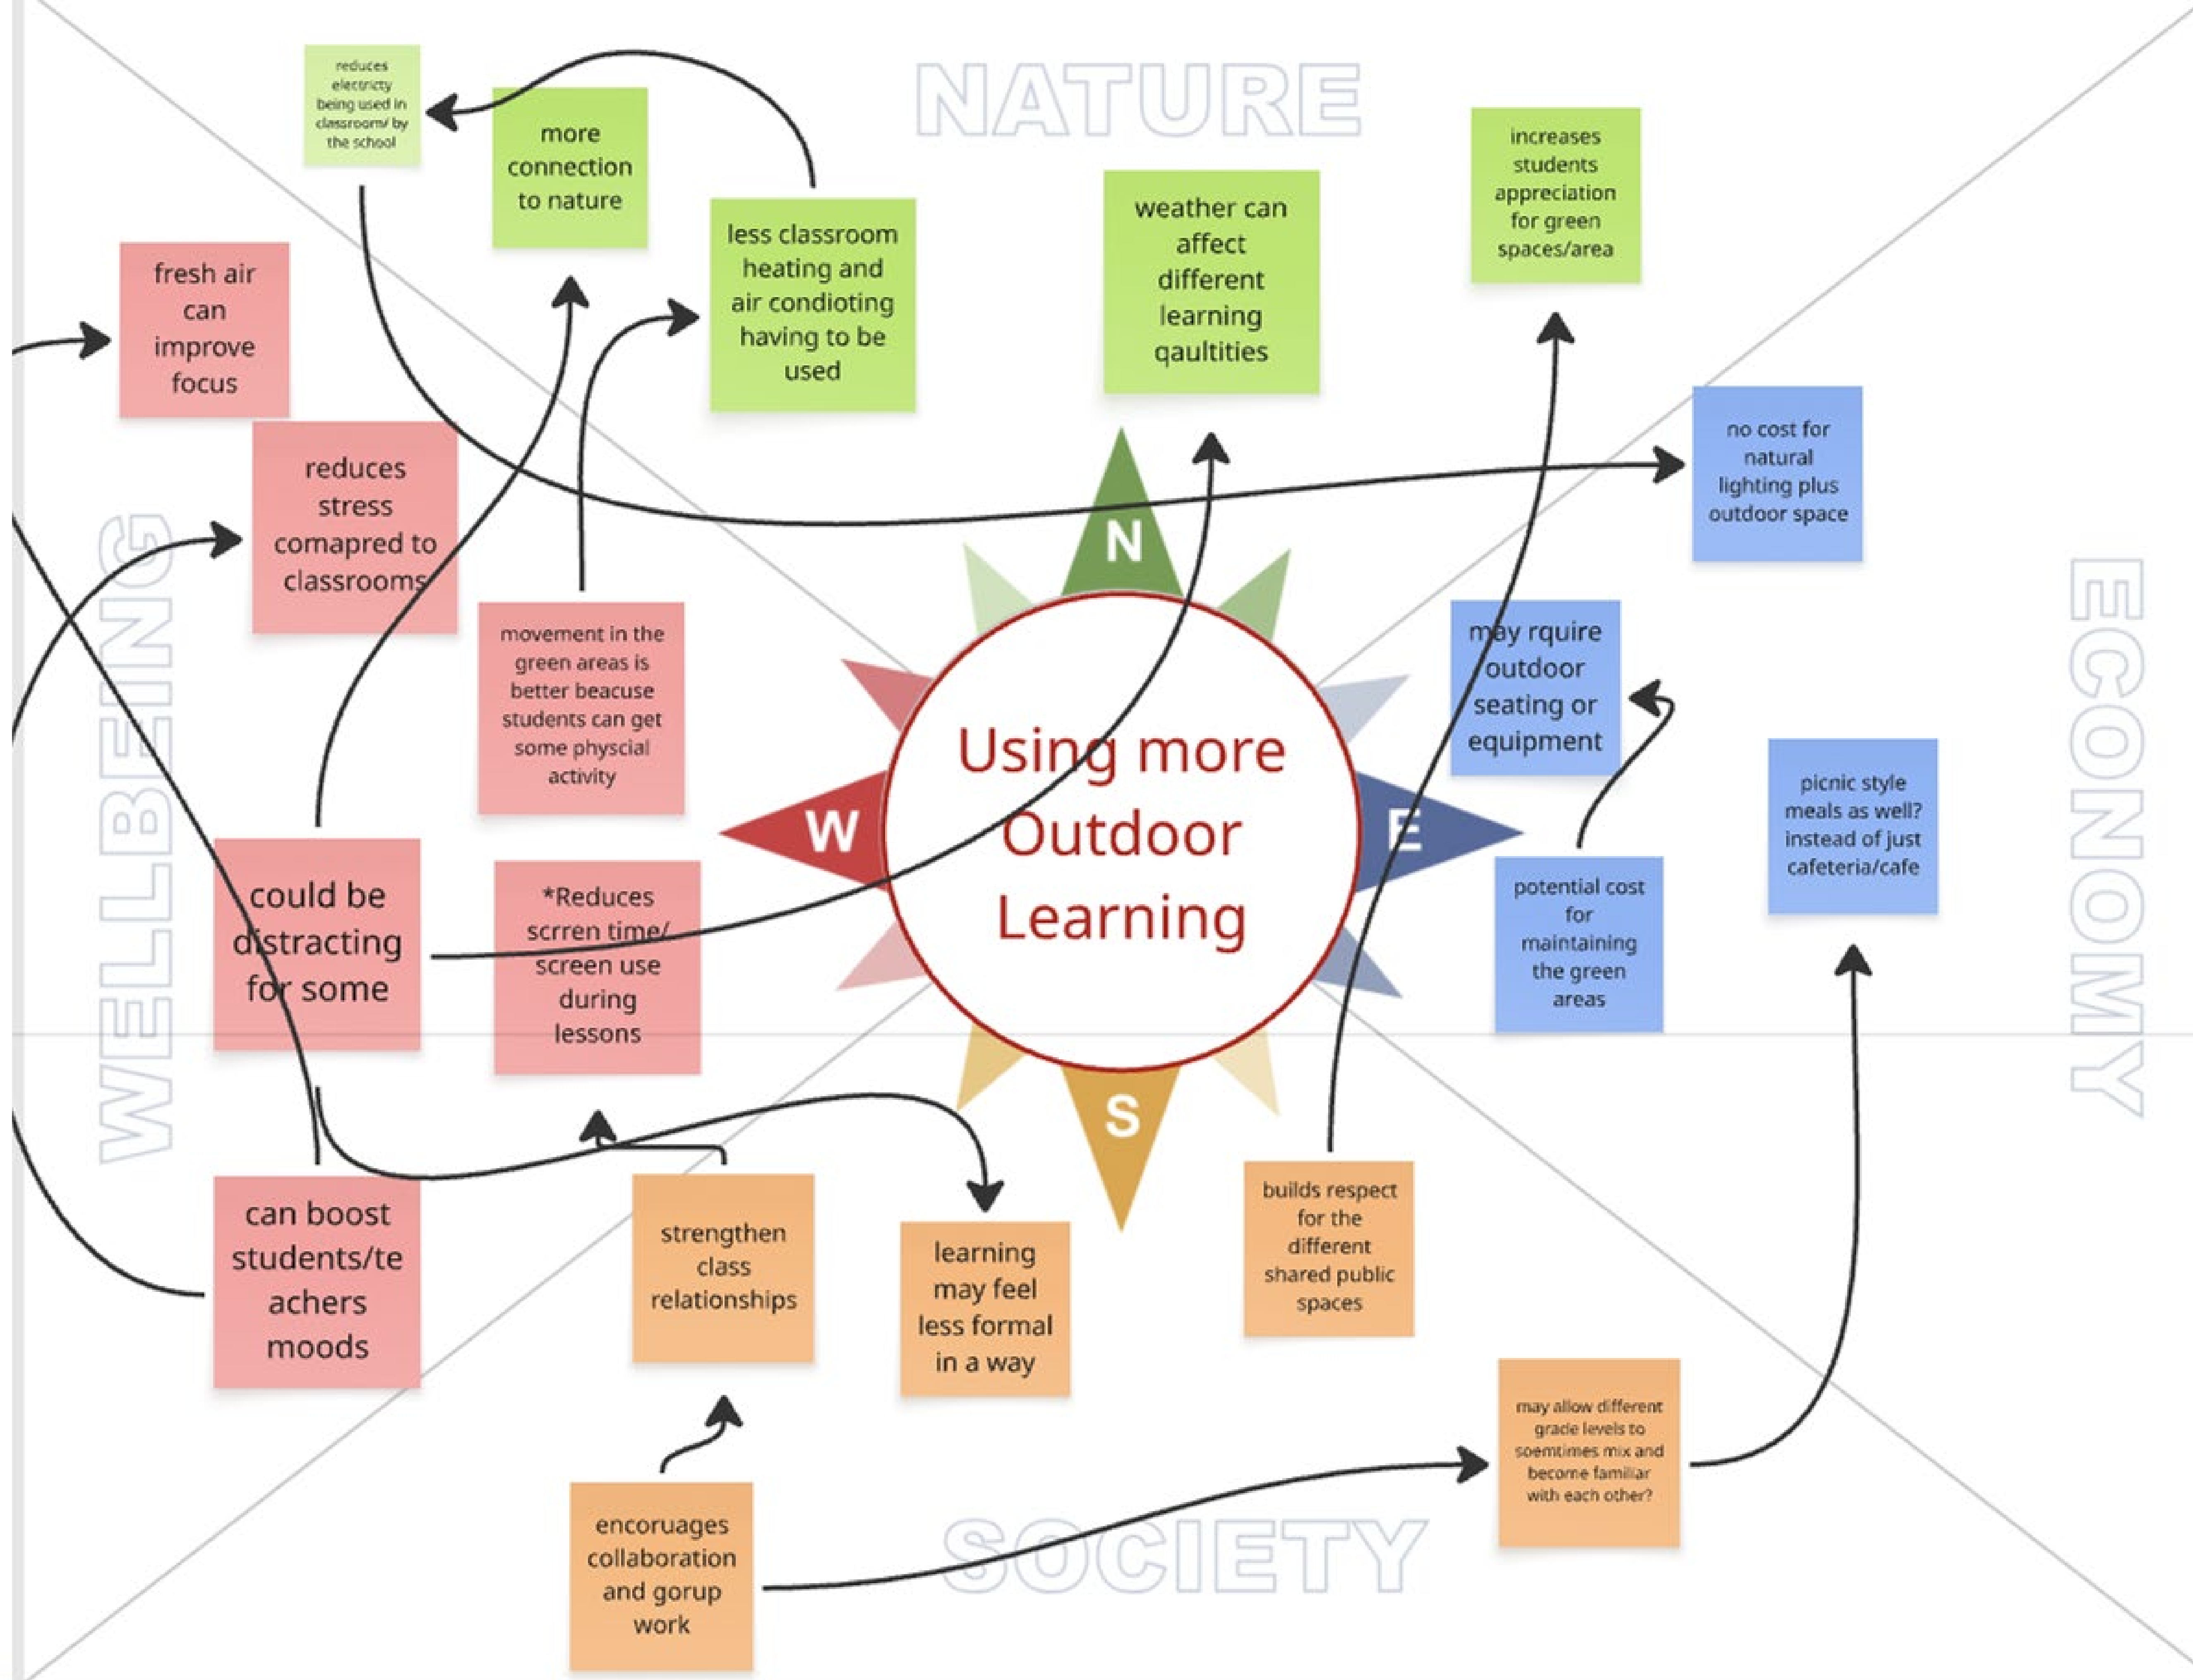 NATURE
reduces
electricty
being used in
classroom/ by
the school
more
connection
to nature
less classroom
heating and
air condioting
having to be
used
weather can
affect
different
learning
qaultities
increases
students
appreciation
for green
spaces/area
WELLBEING
fresh air
can
improve
focus
reduces
stress
comapred to
classrooms
movement in the
green areas is
better beacuse
students can get
some physcial
activity
could be
distracting
for some
*Reduces
scrren time/
screen use
during
lessons
can boost
students/te
achers
moods
N
W
E
S
Using more
Outdoor
Learning
ECONOMY
no cost for
natural
lighting plus
outdoor space
may rquire
outdoor
seating or
equipment
potential cost
for
maintaining
the green
areas
picnic style
meals as well?
instead of just
cafeteria/cafe
strengthen
class
relationships
learning
may feel
less formal
in a way
builds respect
for the
different
shared public
spaces
encoruages
collaboration
and gorup
work
may allow different
grade levels to
soemtimes mix and
become familiar
with each other?
SOCIETY